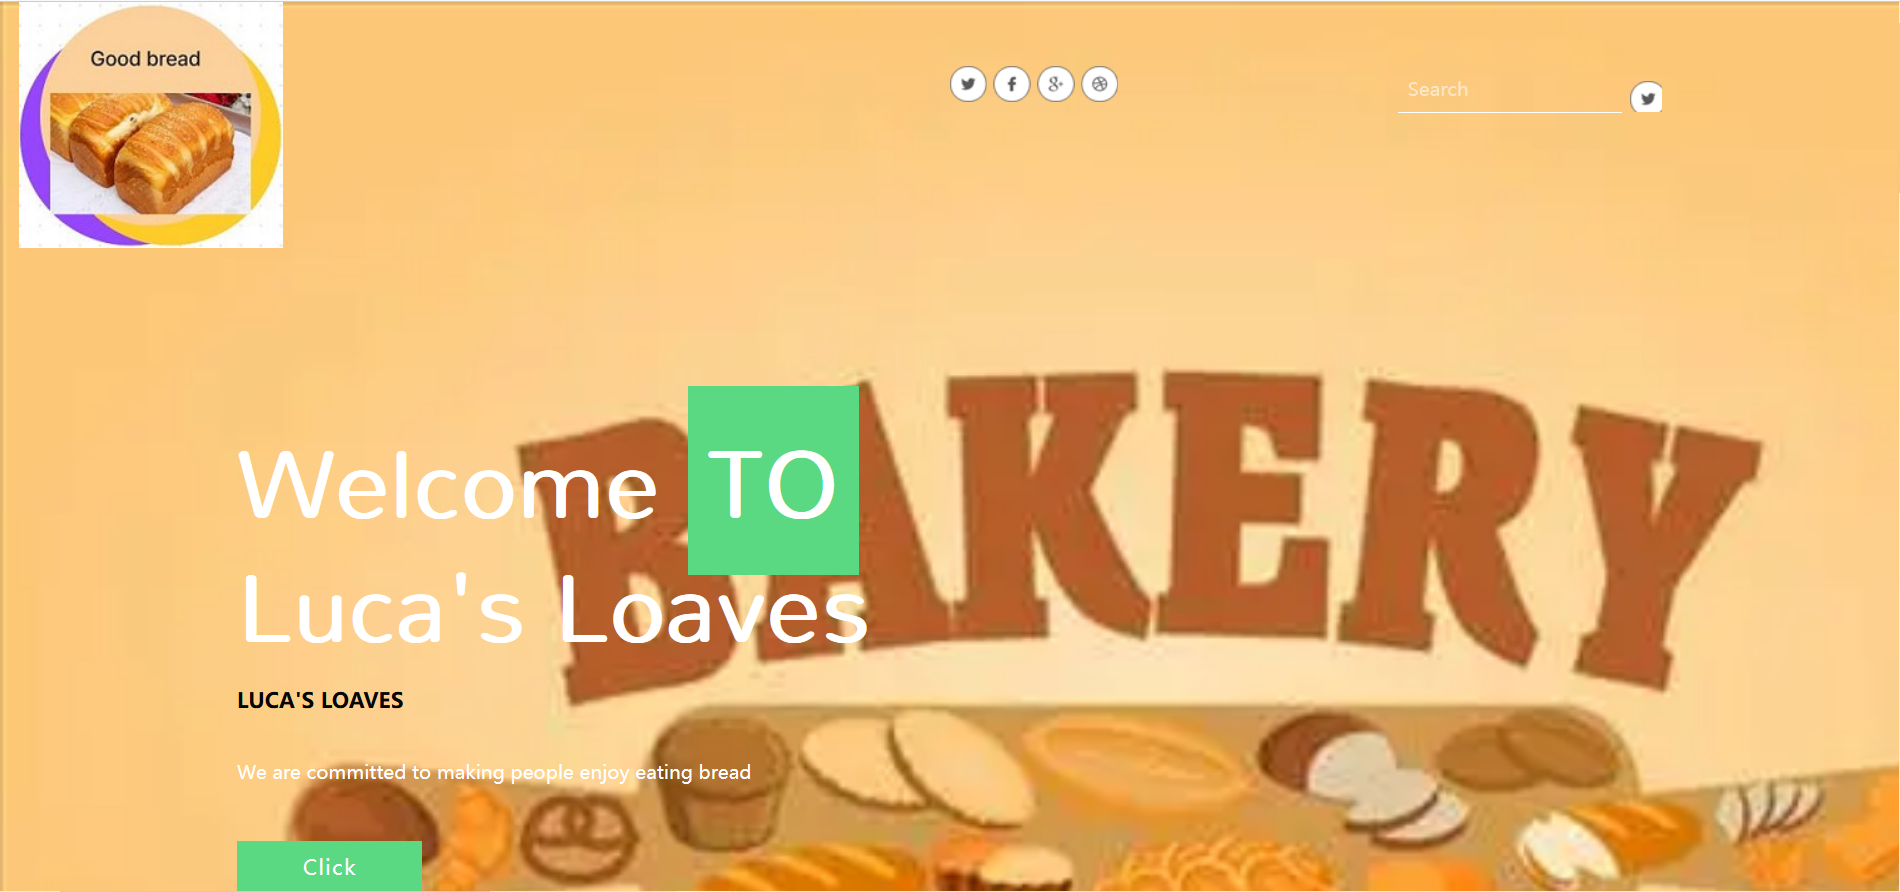 Good bread
Search
BAKERY
Welcome TO
Luca's Loaves
LUCA'S LOAVES
We are committed to making people enjoy eating bread
Click